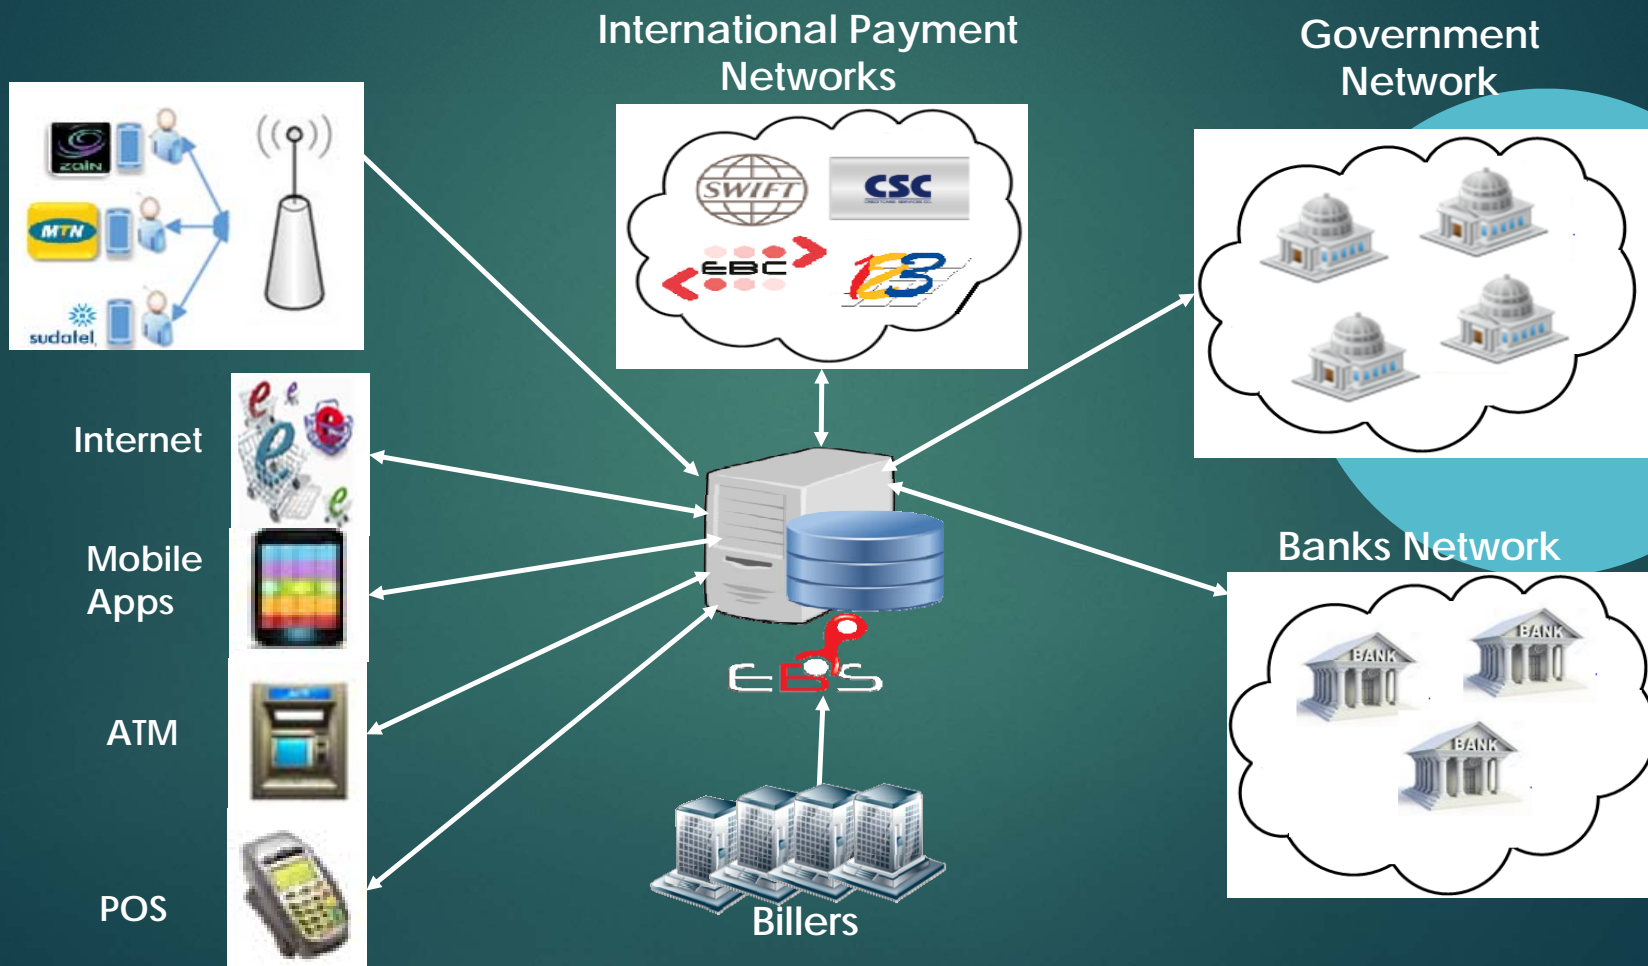 International Payment
Networks
Government
Network
zain
MTN
sudatel
SWIFT
CSC
EBC
123
Internet
Mobile
Apps
ATM
POS
EBS
Billers
Banks Network
BANK
BANK
BANK